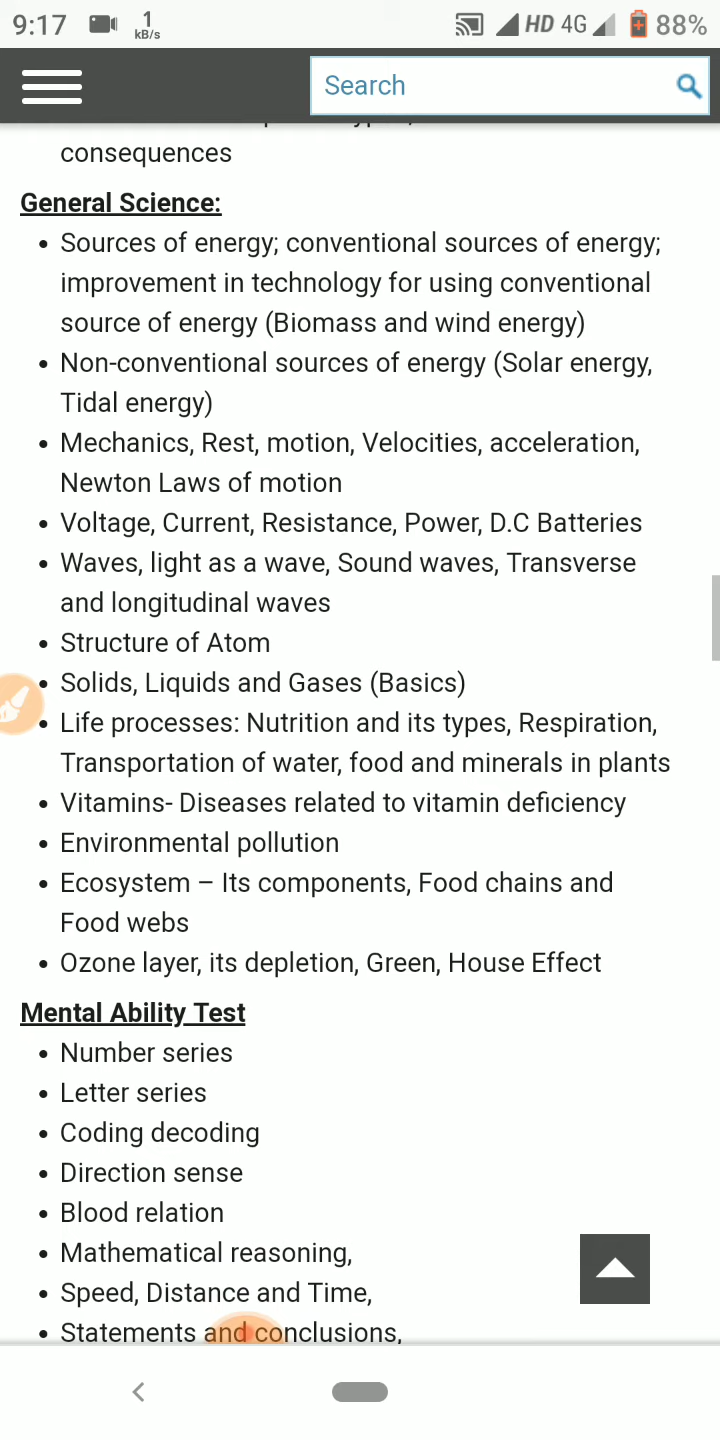 9:17
1
kB/s
HD 4G
88%
Search
consequences
General Science:
• Sources of energy; conventional sources of energy;
improvement in technology for using conventional
source of energy (Biomass and wind energy)
• Non-conventional sources of energy (Solar energy,
Tidal energy)
• Mechanics, Rest, motion, Velocities, acceleration,
Newton Laws of motion
• Voltage, Current, Resistance, Power, D.C Batteries
• Waves, light as a wave, Sound waves, Transverse
and longitudinal waves
• Structure of Atom
• Solids, Liquids and Gases (Basics)
• Life processes: Nutrition and its types, Respiration,
Transportation of water, food and minerals in plants
• Vitamins- Diseases related to vitamin deficiency
• Environmental pollution
• Ecosystem – Its components, Food chains and
Food webs
• Ozone layer, its depletion, Green, House Effect
Mental Ability Test
• Number series
• Letter series
• Coding decoding
• Direction sense
• Blood relation
• Mathematical reasoning,
• Speed, Distance and Time,
• Statements and conclusions,